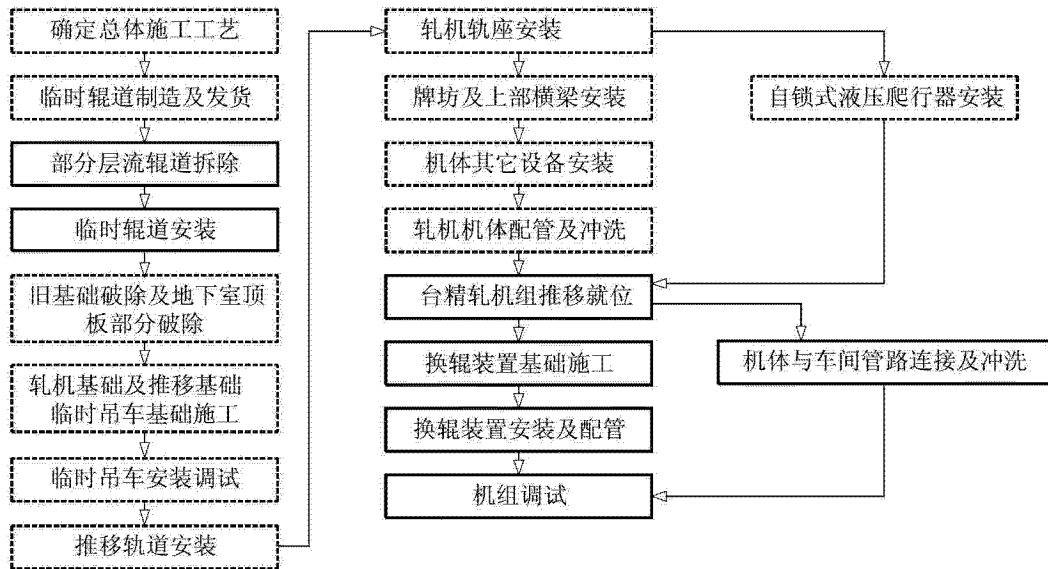 确定总体施工工艺
临时辊道制造及发货
部分层流辊道拆除
临时辊道安装
旧基础破除及地下室顶
板部分破除
轧机基础及推移基础
临时吊车基础施工
临时吊车安装调试
推移轨道安装
轧机轨座安装
牌坊及上部横梁安装
机体其它设备安装
轧机机体配管及冲洗
台精轧机组推移就位
换辊装置基础施工
换辊装置安装及配管
机组调试
自锁式液压爬行器安装
机体与车间管路连接及冲洗